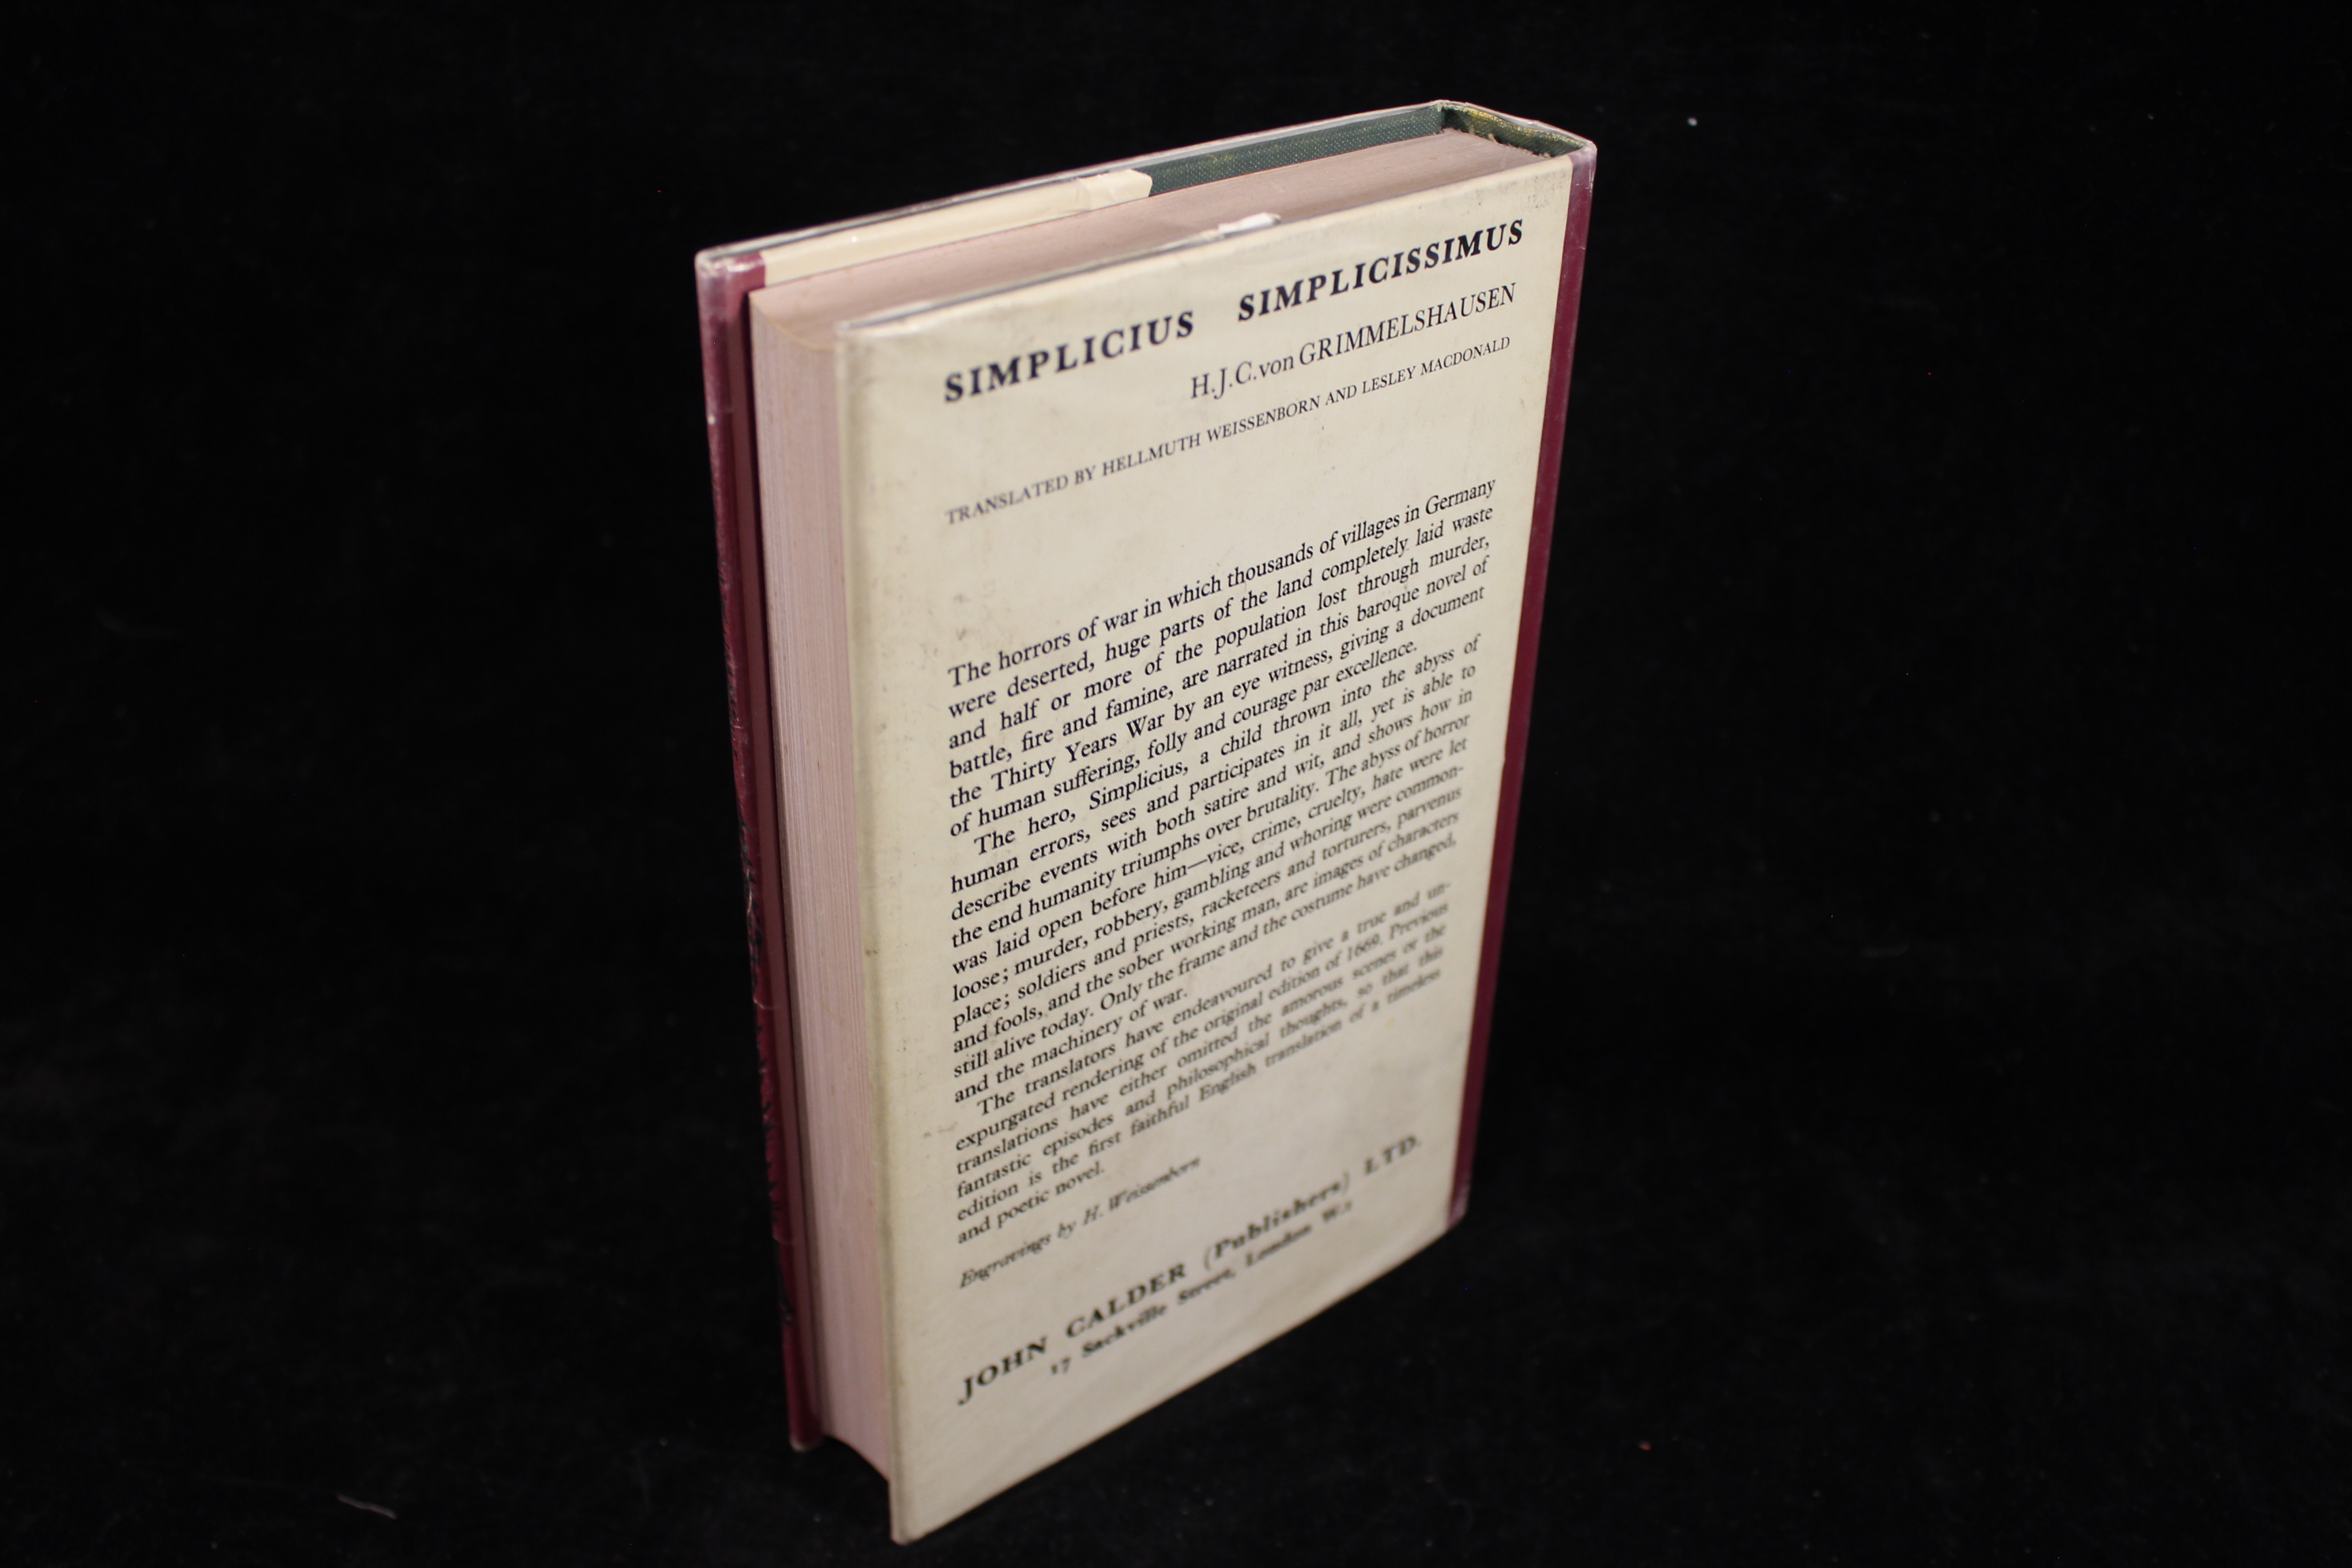 SIMPLICIUS SIMPLICISSIMUS
H.J.C.von GRIMMELSHAUSEN
TRANSLATED BY HELLMUTH WEISSENBORN AND LESLEY MACDONALD
The horrors of war in which thousands of villages in Germany
were deserted, huge parts of the land completely laid waste
and half or more of the population lost through murder,
battle, fire and famine, are narrated in this baroque novel of
the Thirty Years War by an eye witness, giving a document
of human suffering, folly and courage par excellence.
The hero, Simplicius, a child thrown into the abyss of
human errors, sees and participates in it all, yet is able to
describe events with both satire and wit, and shows how in
the end humanity triumphs over brutality. The abyss of horror
was laid open before him—vice, crime, cruelty, hate were let
loose; murder, robbery, gambling and whoring were common-
place; soldiers and priests, racketeers and torturers, parvenus
and fools, and the sober working man, are images of characters
still alive today. Only the frame and the costume have changed,
and the machinery of war.
The translators have endeavoured to give a true and un-
expurgated rendering of the original edition of 1669. Previous
translations have either omitted the amorous scenes or the
fantastic episodes and philosophical thoughts, so that this
edition is the first faithful English translation of a timeless
and poetic novel.
Engravings by H. Weissenborn
JOHN CALDER (Publishers) LTD.
17 Sackville Street, London W.1